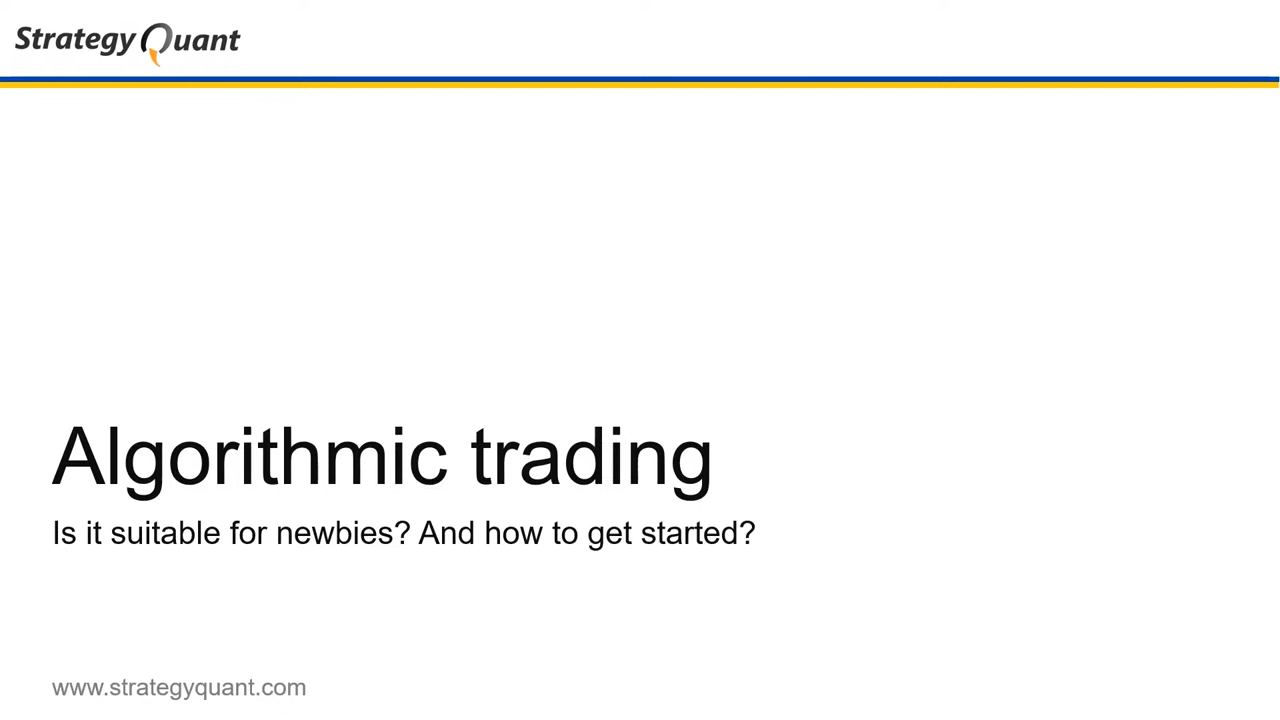 StrategyQuant
Algorithmic trading
Is it suitable for newbies? And how to get started?
www.strategyquant.com